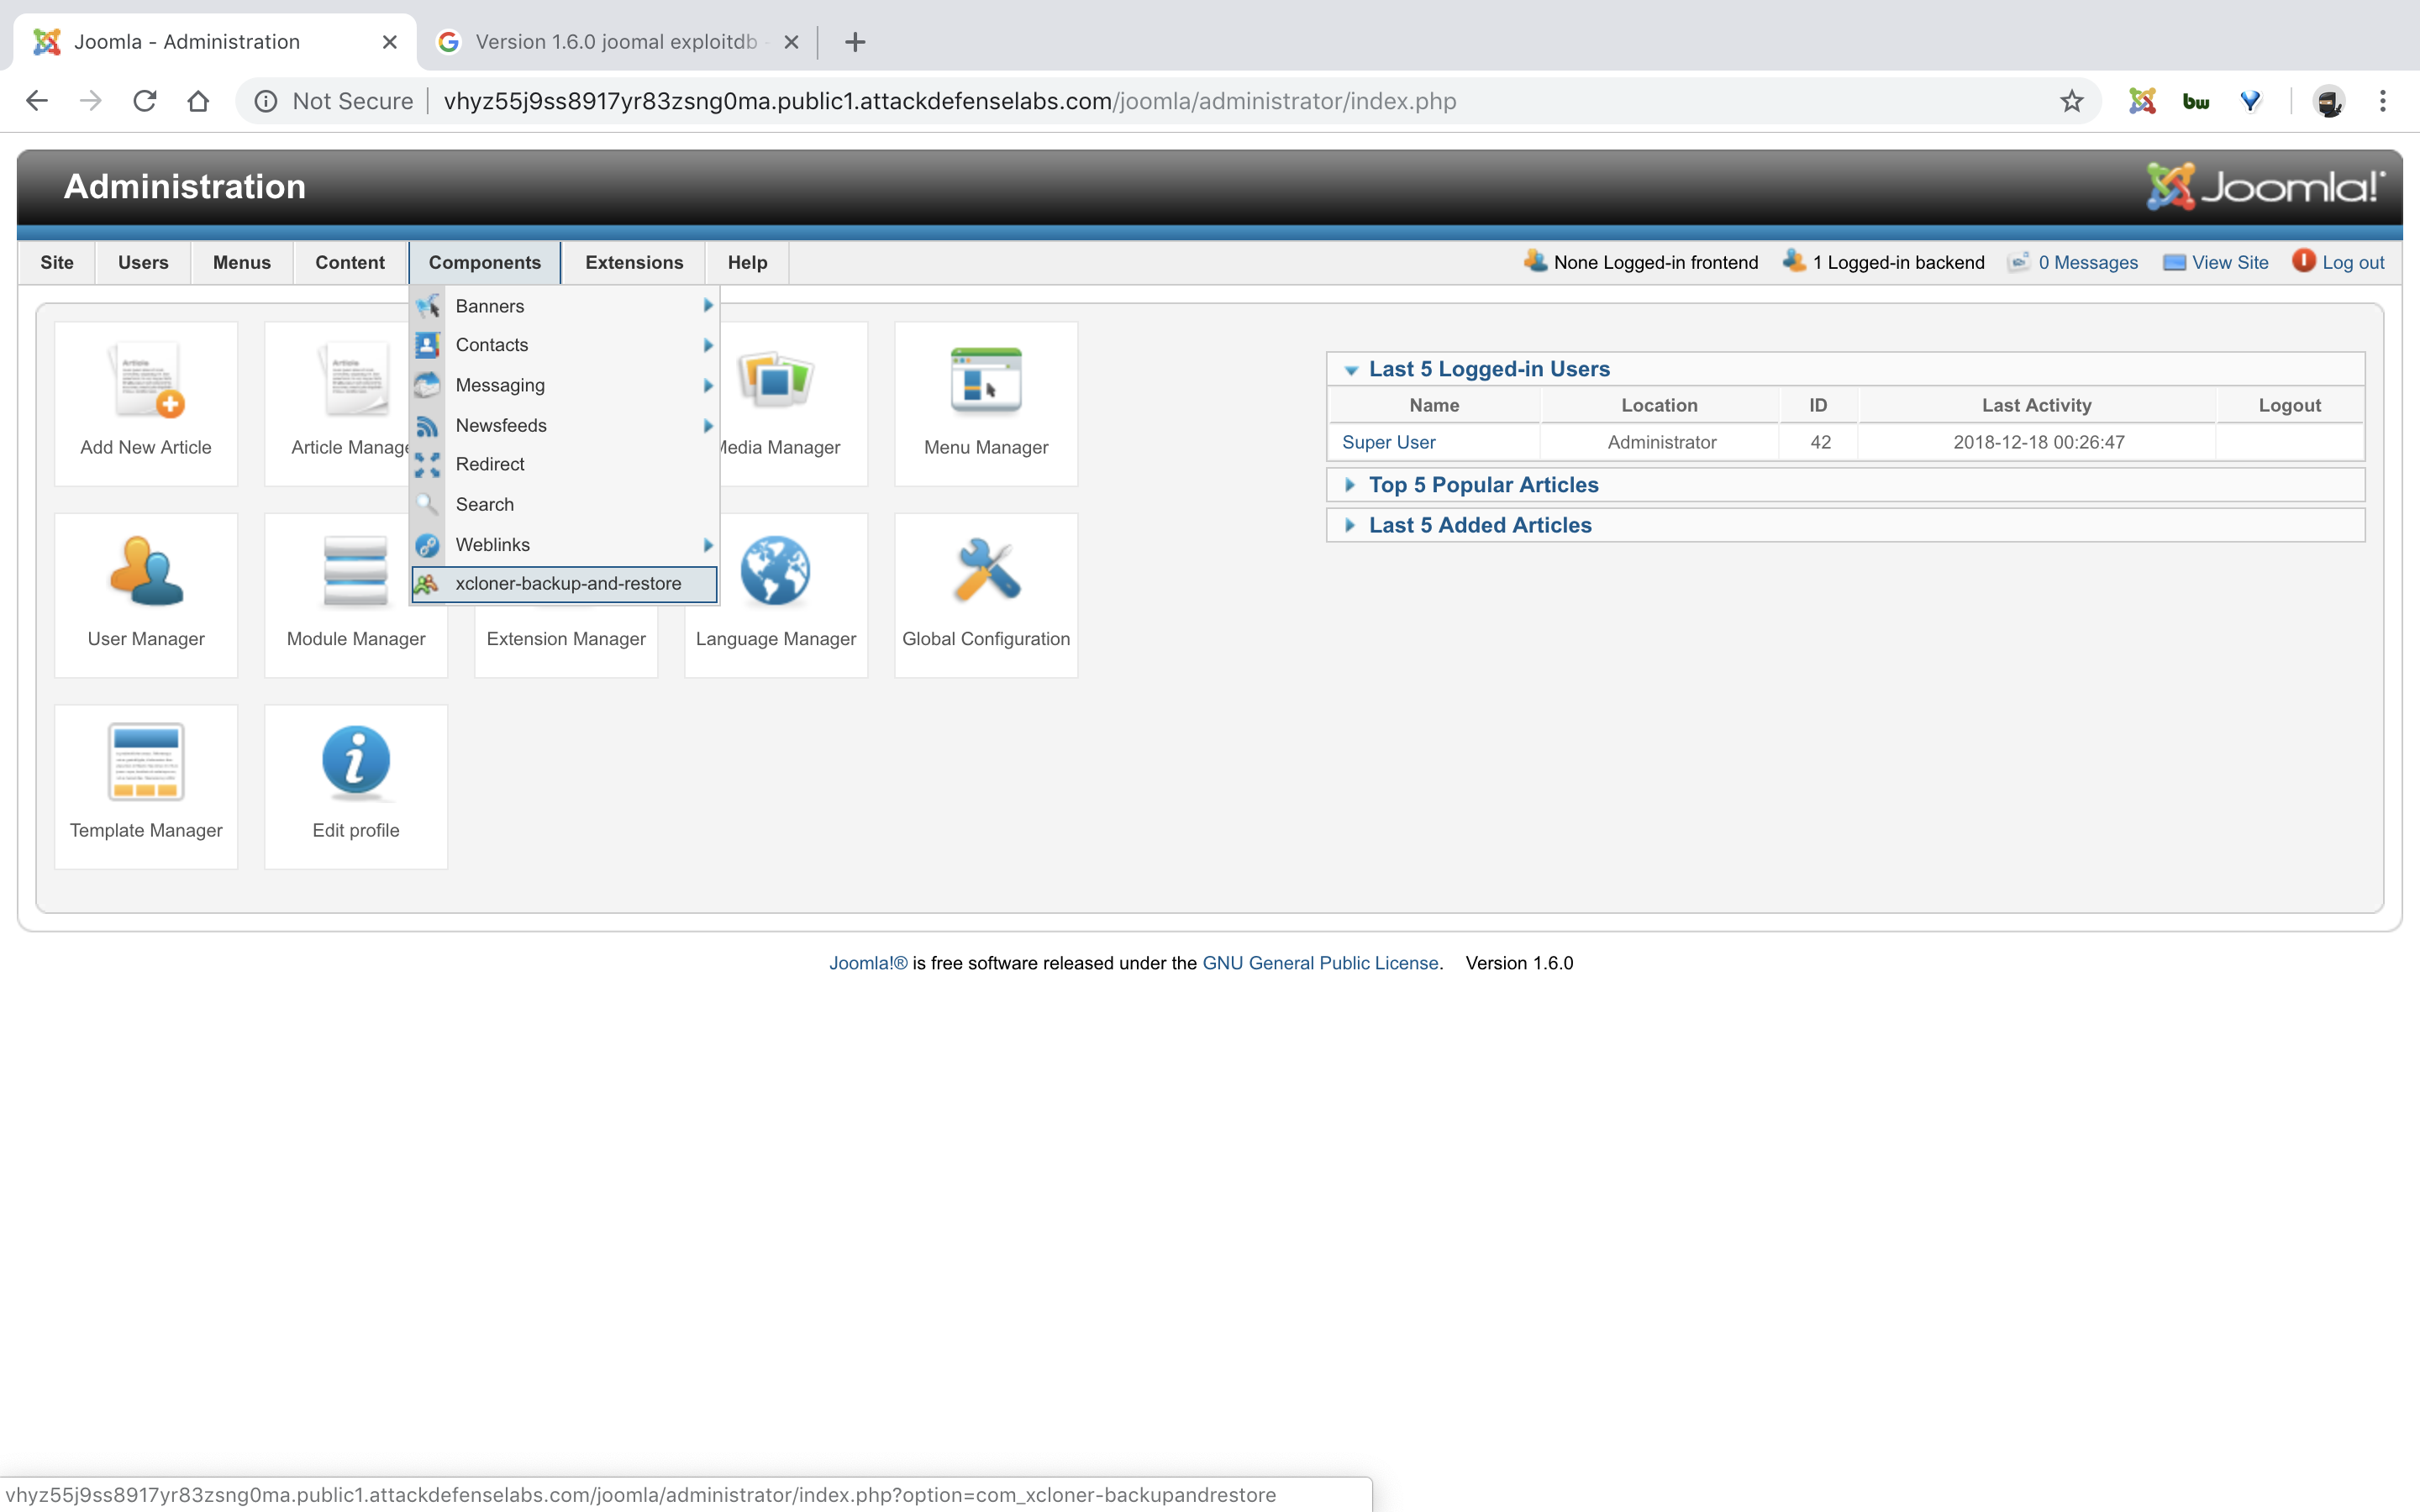 Joomla - Administration
Version 1.6.0 joomal exploitdb
Not Secure
vhyz55j9ss8917yr83zsng0ma.public1.attackdefenselabs.com/joomla/administrator/index.php
bw
Administration
Joomla!
Site Users Menus Content Components Extensions Help
None Logged-in frontend 1 Logged-in backend 0 Messages View Site Log out
Banners
Contacts
Messaging
Newsfeeds
Redirect
Search
Weblinks
xcloner-backup-and-restore
Article Article
Add New Article Article Manage Media Manager Menu Manager
User Manager Module Manager Extension Manager Language Manager Global Configuration
Template Manager Edit profile
Last 5 Logged-in Users
Name Location ID Last Activity Logout
Super User Administrator 42 2018-12-18 00:26:47
Top 5 Popular Articles
Last 5 Added Articles
Joomla!® is free software released under the GNU General Public License. Version 1.6.0
vhyz55j9ss8917yr83zsng0ma.public1.attackdefenselabs.com/joomla/administrator/index.php?option=com_xcloner-backupandrestore